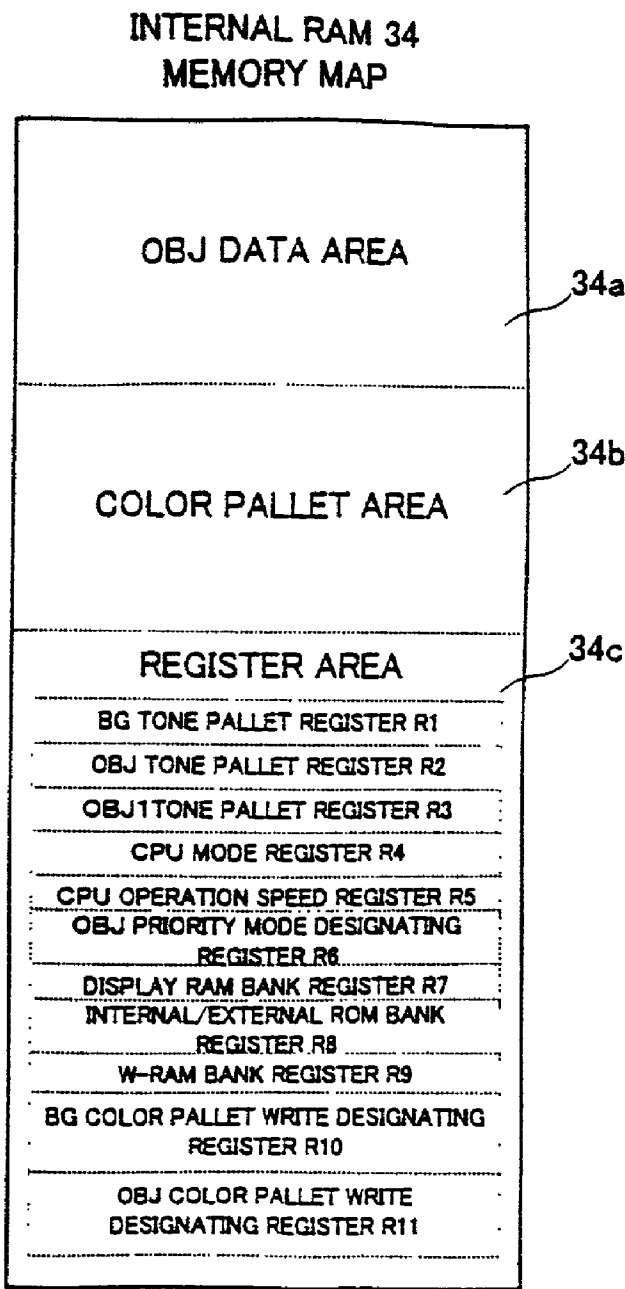 INTERNAL RAM 34
MEMORY MAP
OBJ DATA AREA
34a
34b
COLOR PALLET AREA
REGISTER AREA
34c
BG TONE PALLET REGISTER R1
OBJ TONE PALLET REGISTER R2
OBJ1TONE PALLET REGISTER R3
CPU MODE REGISTER R4
CPU OPERATION SPEED REGISTER R5
OBJ PRIORITY MODE DESIGNATING
REGISTER R6
DISPLAY RAM BANK REGISTER R7
INTERNAL/EXTERNAL ROM BANK
REGISTER R8
W-RAM BANK REGISTER R9
BG COLOR PALLET WRITE DESIGNATING
REGISTER R10
OBJ COLOR PALLET WRITE
DESIGNATING REGISTER R11